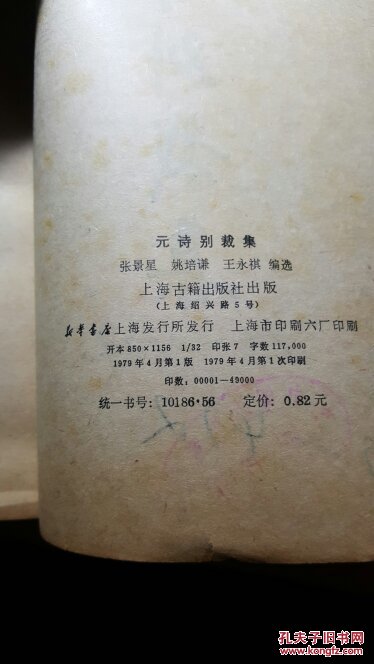 元诗别裁集
张景星 姚培谦 王永祺 编选
上海古籍出版社出版
(上海绍兴路5号)
新华书店上海发行所发行 上海市印刷六厂印刷
开本 850×1156 1/32 印张7 字数 117,000
1979年4月第1版 1979年4月第1次印刷
印数:00001—49000
统一书号:10186·56 定价:0.82元
孔夫子旧书网
www.kongfz.com